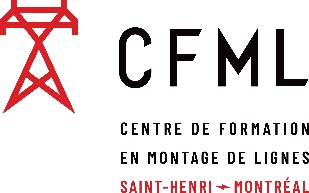 CFML
CENTRE DE FORMATION
EN MONTAGE DE LIGNES
SAINT-HENRI MONTRÉAL